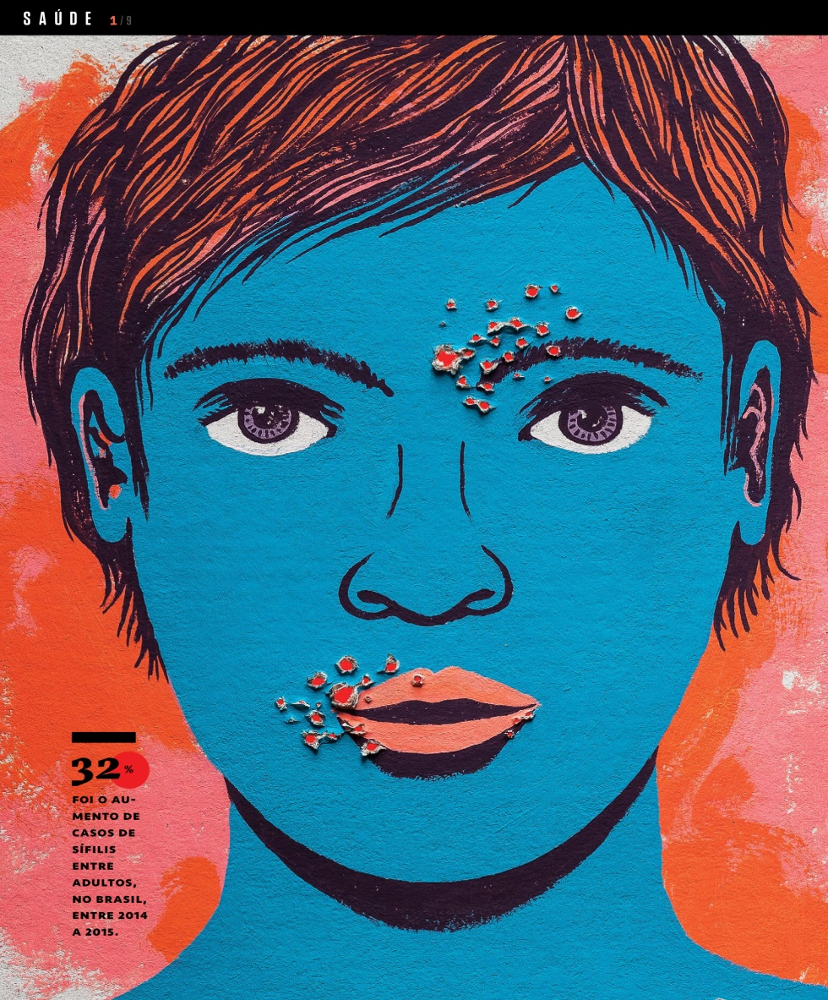 SAÚDE 1/9
32%
FOI O AU-
MENTO DE
CASOS DE
SÍFILIS
ENTRE
ADULTOS,
NO BRASIL,
ENTRE 2014
A 2015.